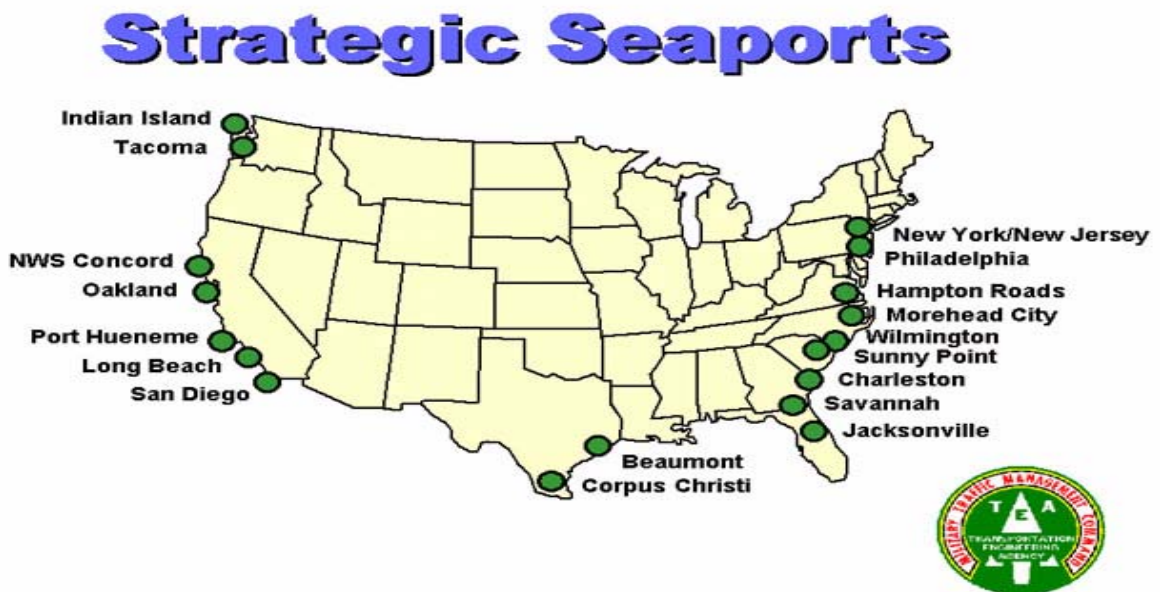 Strategic Seaports
Indian Island
Tacoma
NWS Concord
Oakland
Port Hueneme
Long Beach
San Diego
New York/New Jersey
Philadelphia
Hampton Roads
Morehead City
Wilmington
Sunny Point
Charleston
Savannah
Jacksonville
Beaumont
Corpus Christi
MILITARY TRAFFIC MANAGEMENT COMMAND
T E A
TRANSPORTATION
ENGINEERING
AGENCY